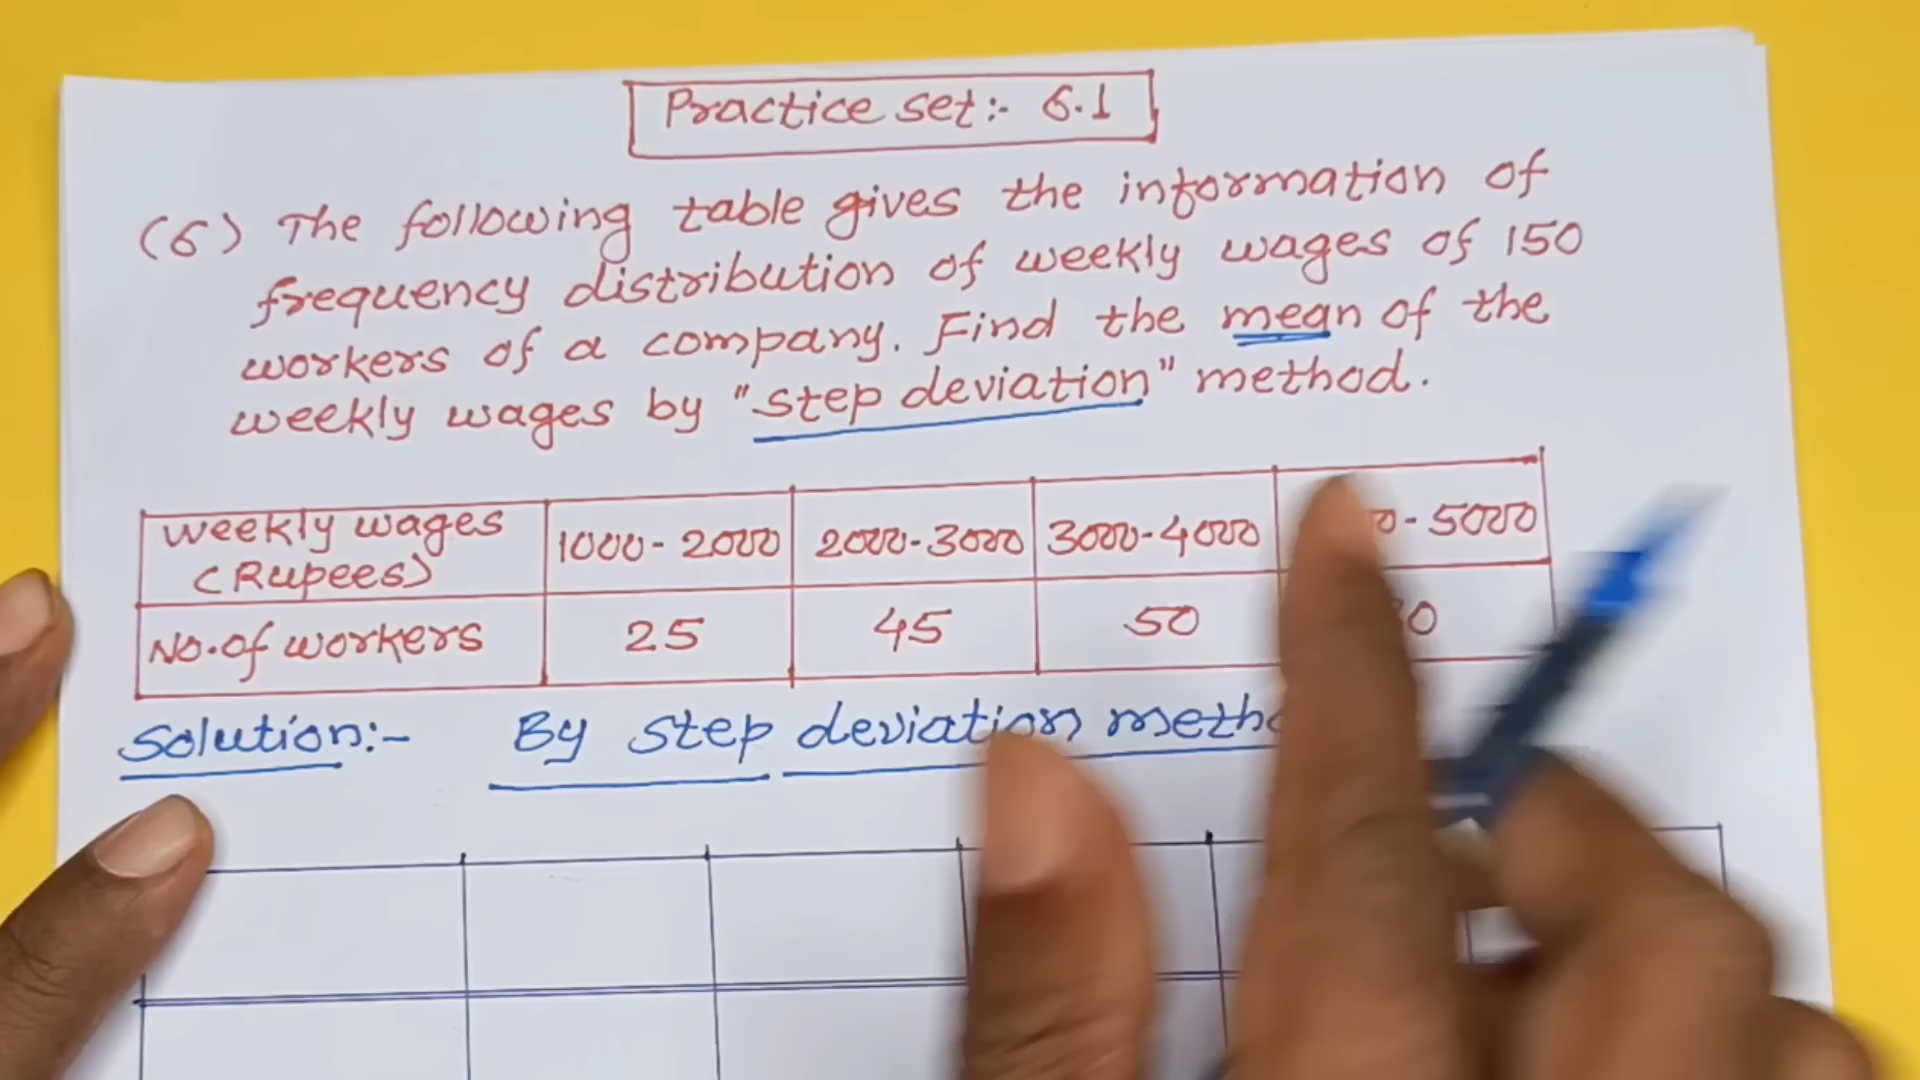 Practice set:- 6.1
(6) The following table gives the information of
frequency distribution of weekly wages of 150
workers of a company. Find the mean of the
weekly wages by "step deviation" method.
Weekly wages (Rupees) 1000-2000 2000-3000 3000-4000 - 5000
No.of workers 25 45 50
Solution:- By step deviation